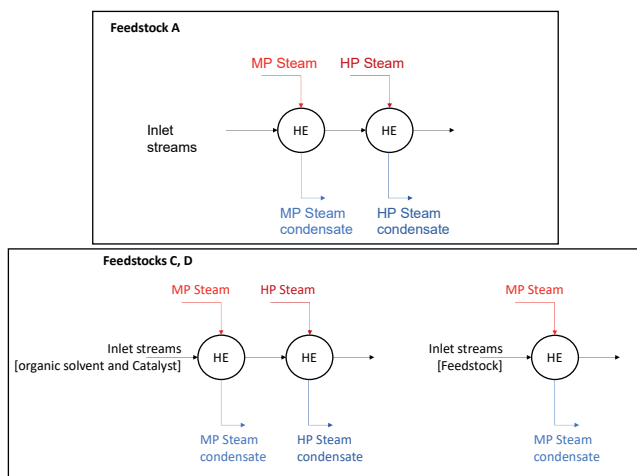 Feedstock A
MP Steam
HP Steam
Inlet
streams
HE
HE
MP Steam
condensate
HP Steam
condensate
Feedstocks C, D
MP Steam
HP Steam
Inlet streams
[organic solvent and Catalyst]
HE
HE
MP Steam
condensate
HP Steam
condensate
MP Steam
Inlet streams
[Feedstock]
HE
MP Steam
condensate